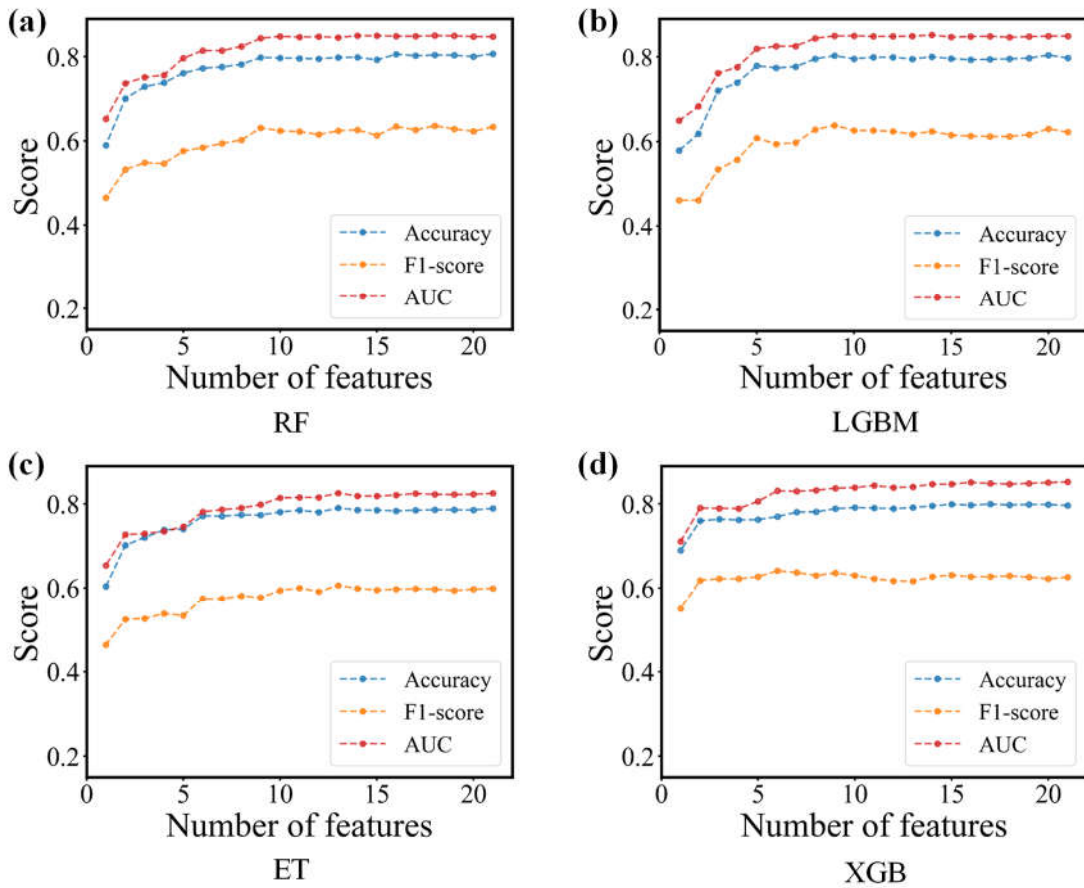 (a)
0.8
0.6
0.4
0.2
Score
Accuracy
F1-score
AUC
0 5 10 15 20
Number of features
RF
(b)
0.8
0.6
0.4
0.2
Score
Accuracy
F1-score
AUC
0 5 10 15 20
Number of features
LGBM
(c)
0.8
0.6
0.4
0.2
Score
Accuracy
F1-score
AUC
0 5 10 15 20
Number of features
ET
(d)
0.8
0.6
0.4
0.2
Score
Accuracy
F1-score
AUC
0 5 10 15 20
Number of features
XGB